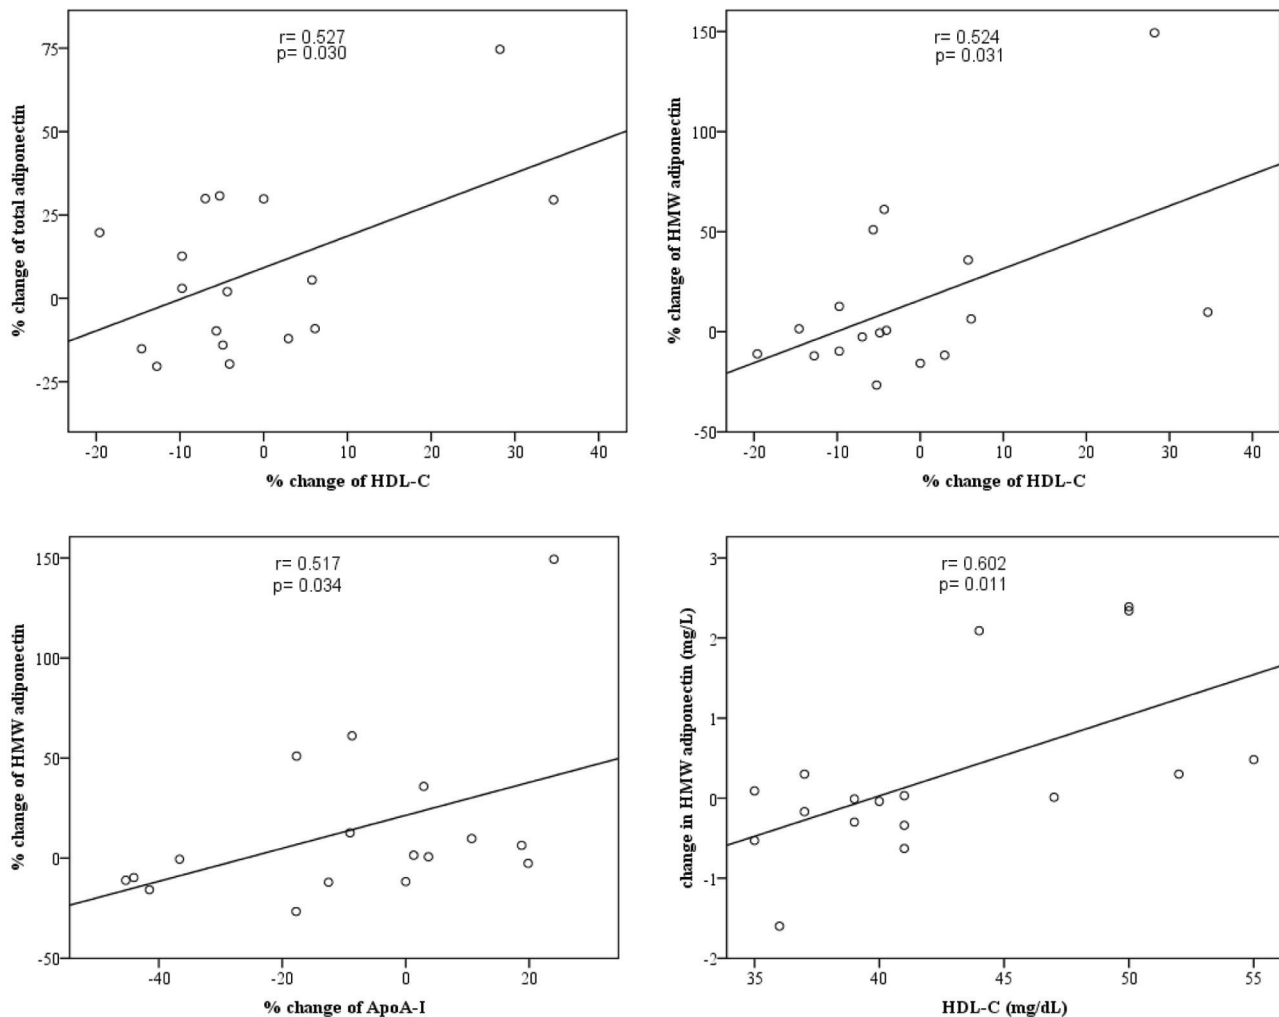 r= 0.527
p= 0.030
75
50
25
0
-25
% change of total adiponectin
-20 -10 0 10 20 30 40
% change of HDL-C
r= 0.524
p= 0.031
150
100
50
0
-50
% change of HMW adiponectin
-20 -10 0 10 20 30 40
% change of HDL-C
r= 0.517
p= 0.034
150
100
50
0
-50
% change of HMW adiponectin
-40 -20 0 20
% change of ApoA-I
r= 0.602
p= 0.011
3
2
1
0
-1
-2
change in HMW adiponectin (mg/L)
35 40 45 50 55
HDL-C (mg/dL)